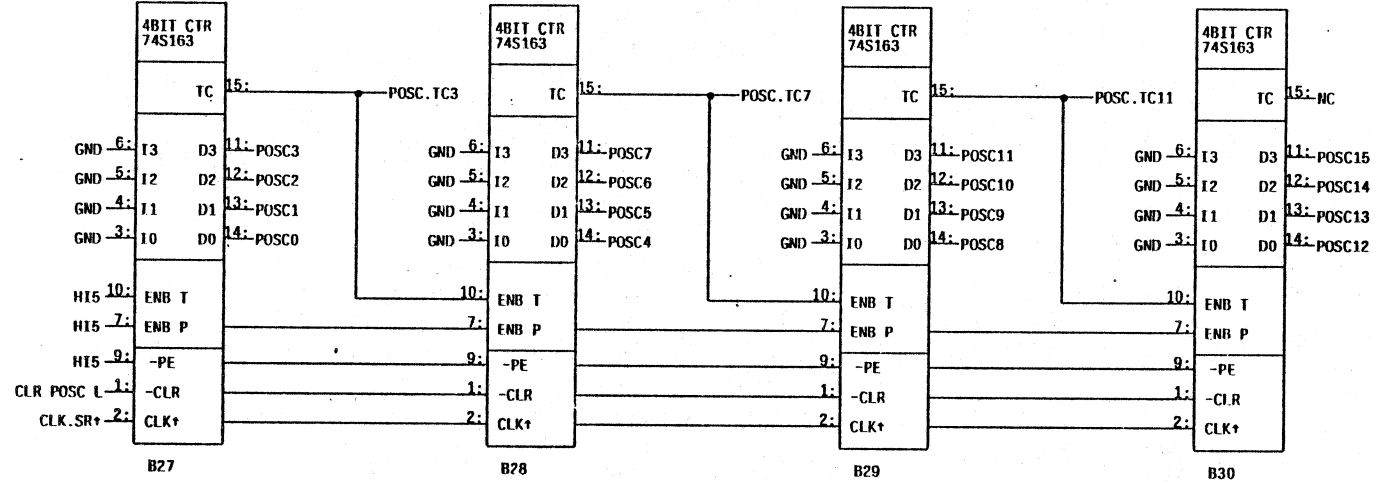 4BIT CTR 4BIT CTR 4BIT CTR 4BIT CTR
74S163 74S163 74S163 74S163
TC 15: POSC.TC3 TC 15: POSC.TC7 TC 15: POSC.TC11 TC 15: NC
GND 6: I3 D3 11: POSC3 GND 6: I3 D3 11: POSC7 GND 6: I3 D3 11: POSC11 GND 6: I3 D3 11: POSC15
GND 5: I2 D2 12: POSC2 GND 5: I2 D2 12: POSC6 GND 5: I2 D2 12: POSC10 GND 5: I2 D2 12: POSC14
GND 4: I1 D1 13: POSC1 GND 4: I1 D1 13: POSC5 GND 4: I1 D1 13: POSC9 GND 4: I1 D1 13: POSC13
GND 3: I0 D0 14: POSC0 GND 3: I0 D0 14: POSC4 GND 3: I0 D0 14: POSC8 GND 3: I0 D0 14: POSC12
HI5 10: ENB T 10: ENB T 10: ENB T 10: ENB T
HI5 7: ENB P 7: ENB P 7: ENB P 7: ENB P
HI5 9: -PE 9: -PE 9: -PE 9: -PE
CLR POSC L 1: -CLR 1: -CLR 1: -CLR 1: -CLR
CLK.SR↑ 2: CLK↑ 2: CLK↑ 2: CLK↑ 2: CLK↑
B27 B28 B29 B30